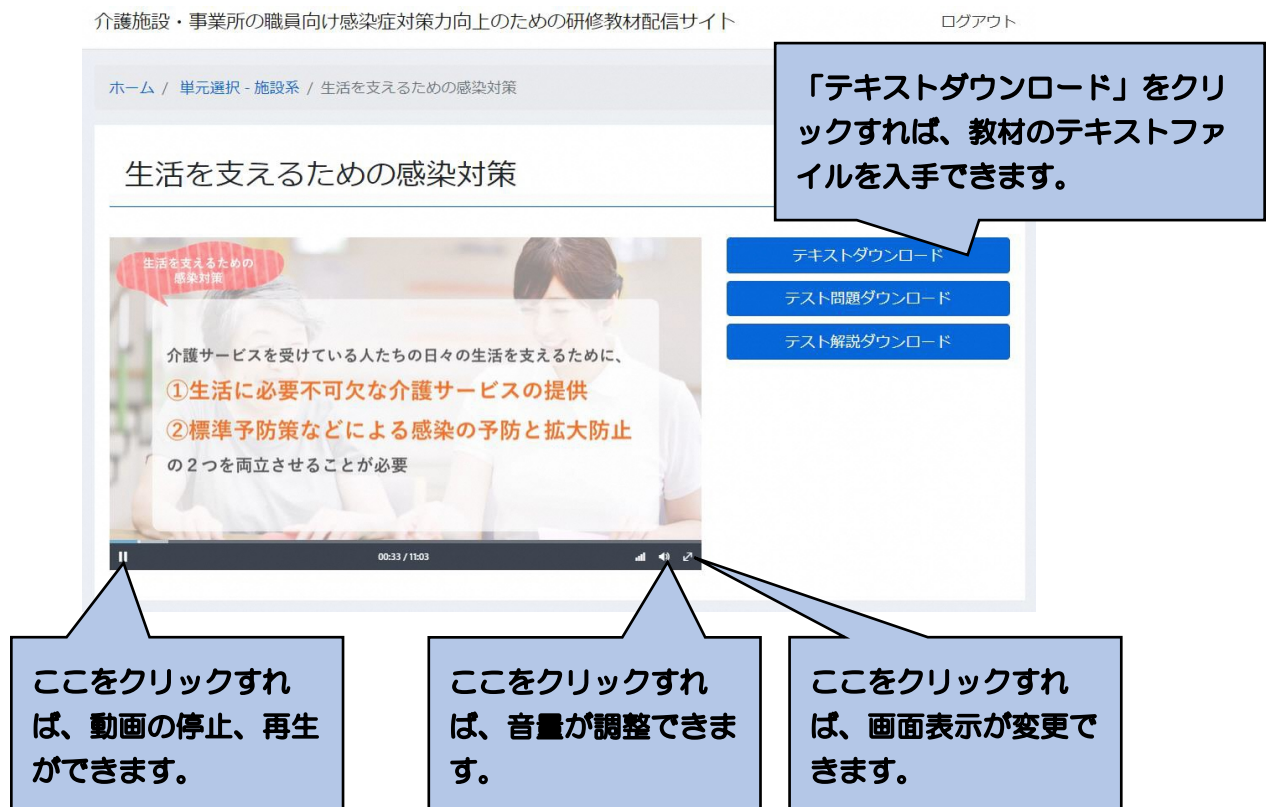 介護施設・事業所の職員向け感染症対策力向上のための研修教材配信サイト
ログアウト
ホーム / 単元選択 - 施設系 / 生活を支えるための感染対策
「テキストダウンロード」をクリ
ックすれば、教材のテキストファ
イルを入手できます。
生活を支えるための感染対策
テキストダウンロード
テスト問題ダウンロード
テスト解説ダウンロード
生活を支えるための
感染対策
介護サービスを受けている人たちの日々の生活を支えるために、
①生活に必要不可欠な介護サービスの提供
②標準予防策などによる感染の予防と拡大防止
の2つを両立させることが必要
00:33 / 11:03
ここをクリックすれ
ば、動画の停止、再生
ができます。
ここをクリックすれ
ば、音量が調整できま
す。
ここをクリックすれ
ば、画面表示が変更で
きます。